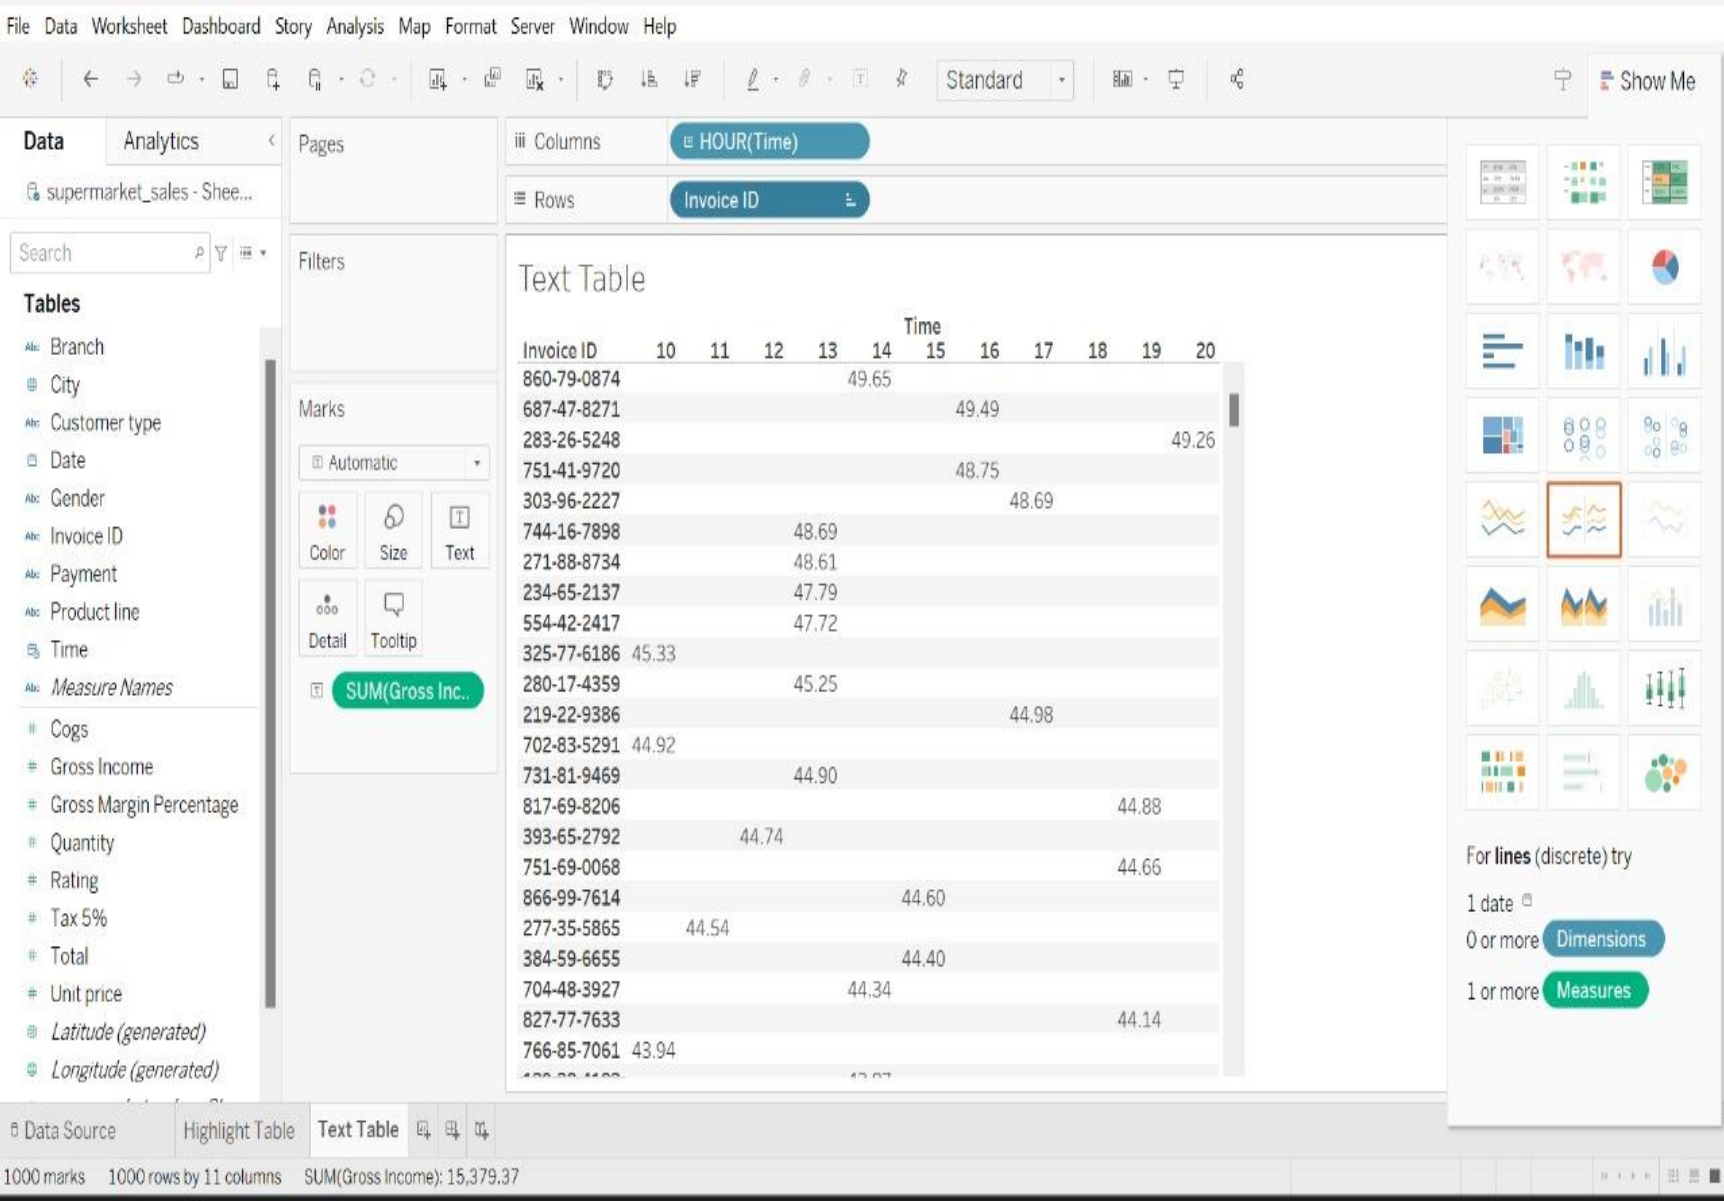 File Data Worksheet Dashboard Story Analysis Map Format Server Window Help
Standard
Show Me
Data Analytics
supermarket_sales - Shee...
Search
Tables
Abc Branch
City
Abc Customer type
Date
Abc Gender
Abc Invoice ID
Abc Payment
Abc Product line
Time
Abc Measure Names
# Cogs
# Gross Income
# Gross Margin Percentage
# Quantity
# Rating
# Tax 5%
# Total
# Unit price
Latitude (generated)
Longitude (generated)
Pages
Filters
Marks
Automatic
Color Size Text
Detail Tooltip
SUM(Gross Inc..
Columns HOUR(Time)
Rows Invoice ID
Text Table
Time
Invoice ID 10 11 12 13 14 15 16 17 18 19 20
860-79-0874 49.65
687-47-8271 49.49
283-26-5248 49.26
751-41-9720 48.75
303-96-2227 48.69
744-16-7898 48.69
271-88-8734 48.61
234-65-2137 47.79
554-42-2417 47.72
325-77-6186 45.33
280-17-4359 45.25
219-22-9386 44.98
702-83-5291 44.92
731-81-9469 44.90
817-69-8206 44.88
393-65-2792 44.74
751-69-0068 44.66
866-99-7614 44.60
277-35-5865 44.54
384-59-6655 44.40
704-48-3927 44.34
827-77-7633 44.14
766-85-7061 43.94
For lines (discrete) try
1 date
0 or more Dimensions
1 or more Measures
Data Source Highlight Table Text Table
1000 marks 1000 rows by 11 columns SUM(Gross Income): 15,379.37